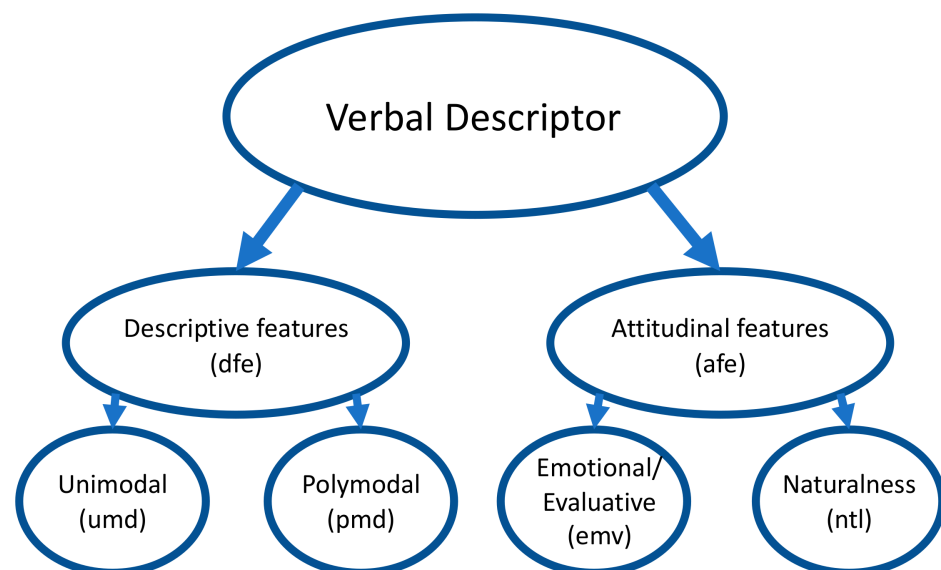 Verbal Descriptor
Descriptive features
(dfe)
Attitudinal features
(afe)
Unimodal
(umd)
Polymodal
(pmd)
Emotional/
Evaluative
(emv)
Naturalness
(ntl)